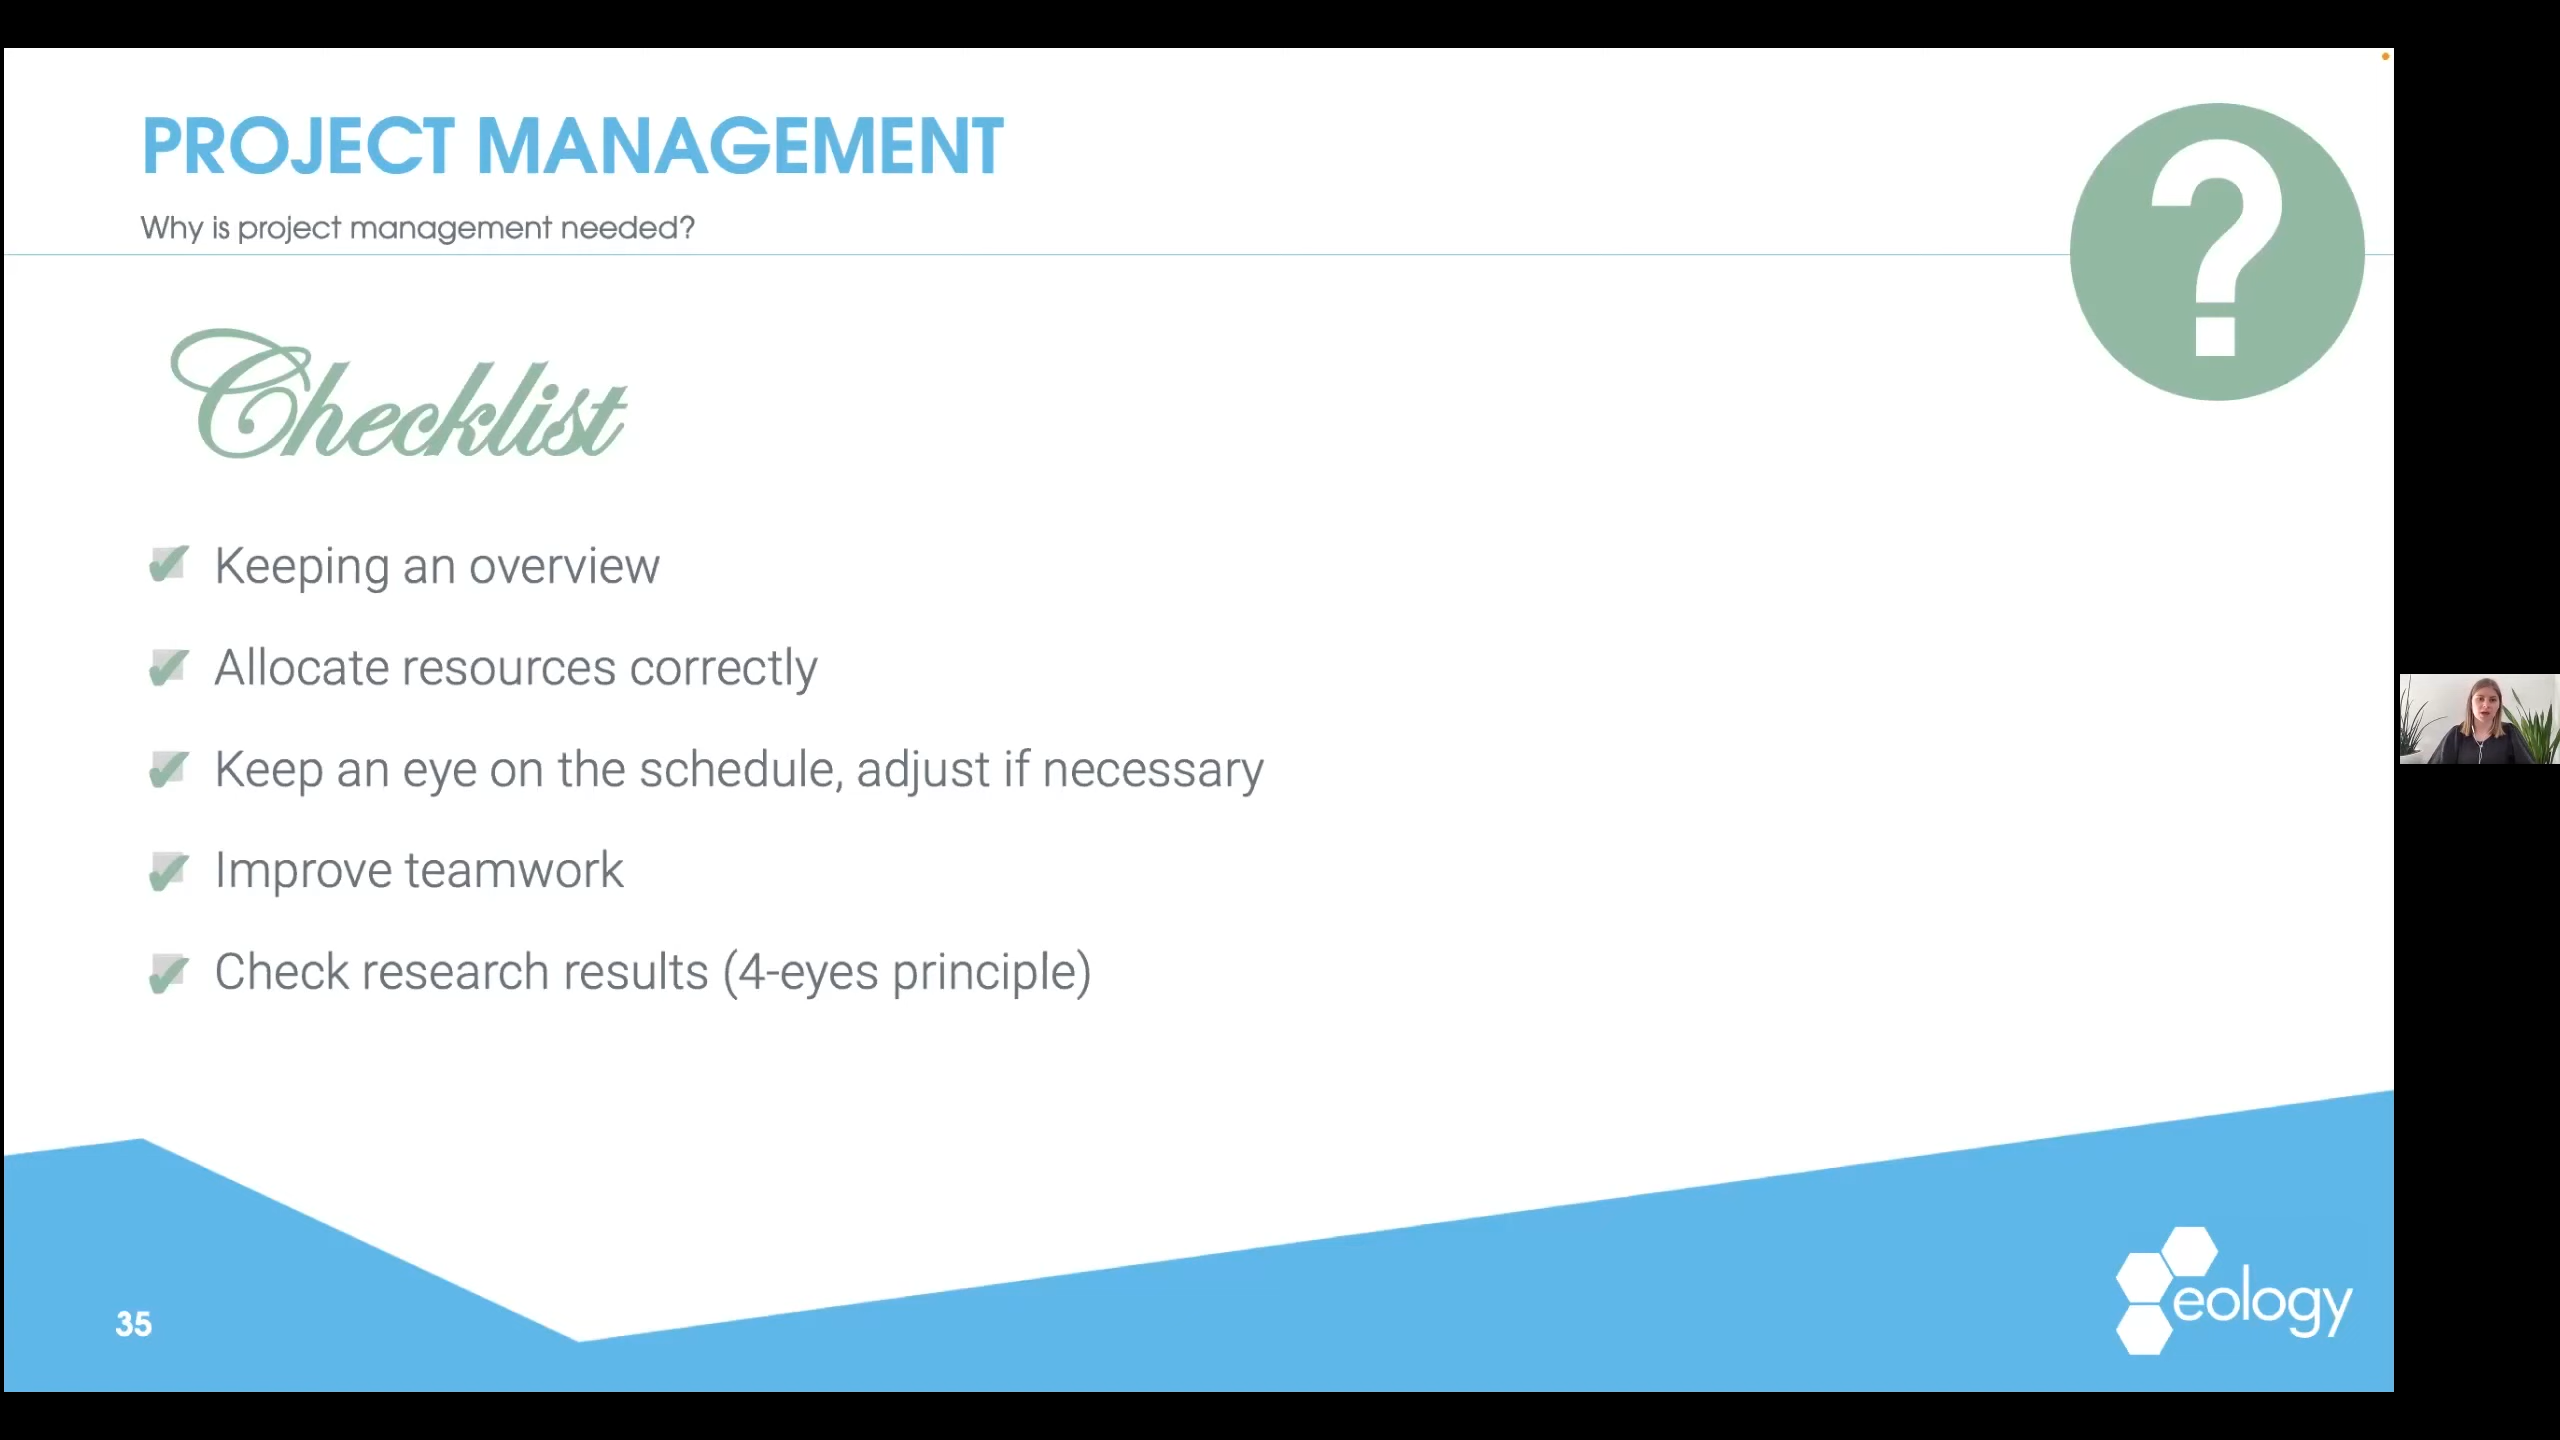 PROJECT MANAGEMENT
Why is project management needed?
?
Checklist
Keeping an overview
Allocate resources correctly
Keep an eye on the schedule, adjust if necessary
Improve teamwork
Check research results (4-eyes principle)
35
eology